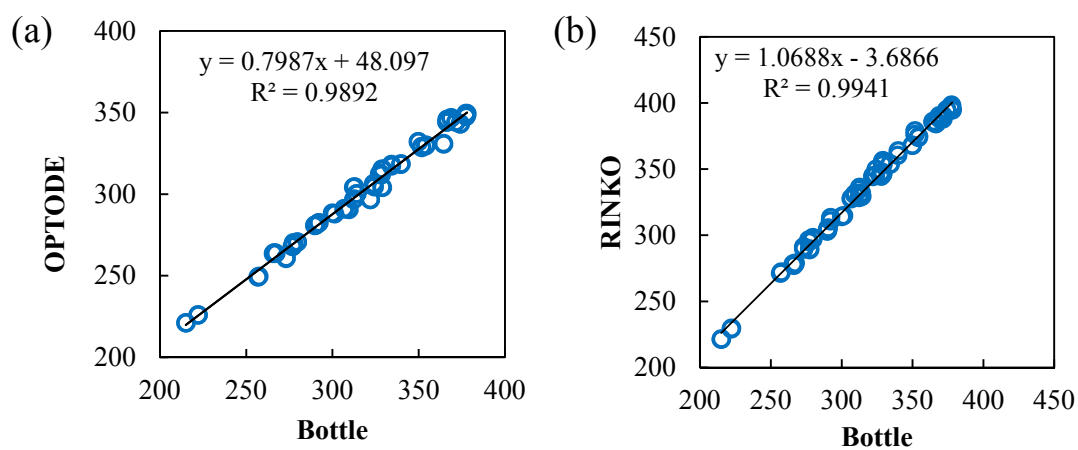 (a)
y = 0.7987x + 48.097
R² = 0.9892
400
350
300
250
200
OPTODE
200 250 300 350 400
Bottle
(b)
y = 1.0688x - 3.6866
R² = 0.9941
450
400
350
300
250
200
RINKO
200 250 300 350 400 450
Bottle